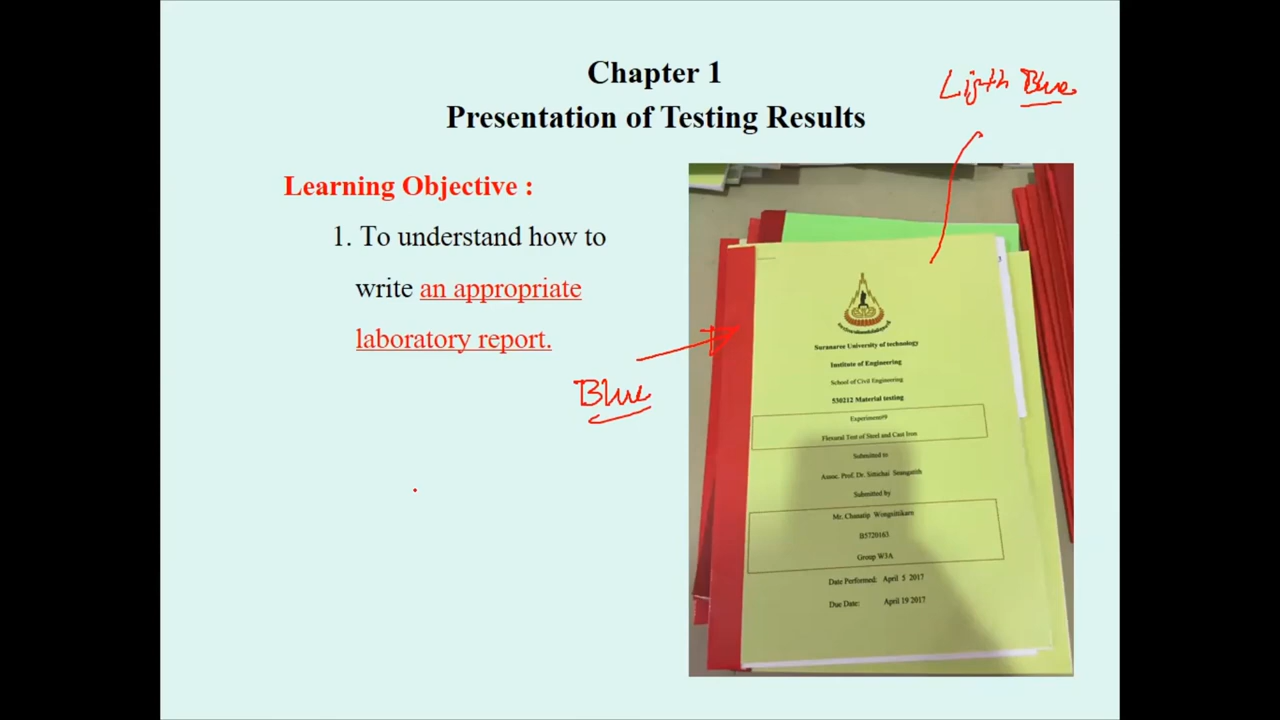 Chapter 1
Presentation of Testing Results
Ligth Blue
Learning Objective :
1. To understand how to
write an appropriate
laboratory report.
Blue
Suranaree University of technology
Institute of Engineering
School of Civil Engineering
530212 Material testing
Experiment#9
Flexural Test of Steel and Cast Iron
Submitted to
Assoc. Prof. Dr. Sittichai Seangatith
Submitted by
Mr. Chanatip Wongsittikarn
B5720163
Group W3A
Date Performed: April 5 2017
Due Date: April 19 2017